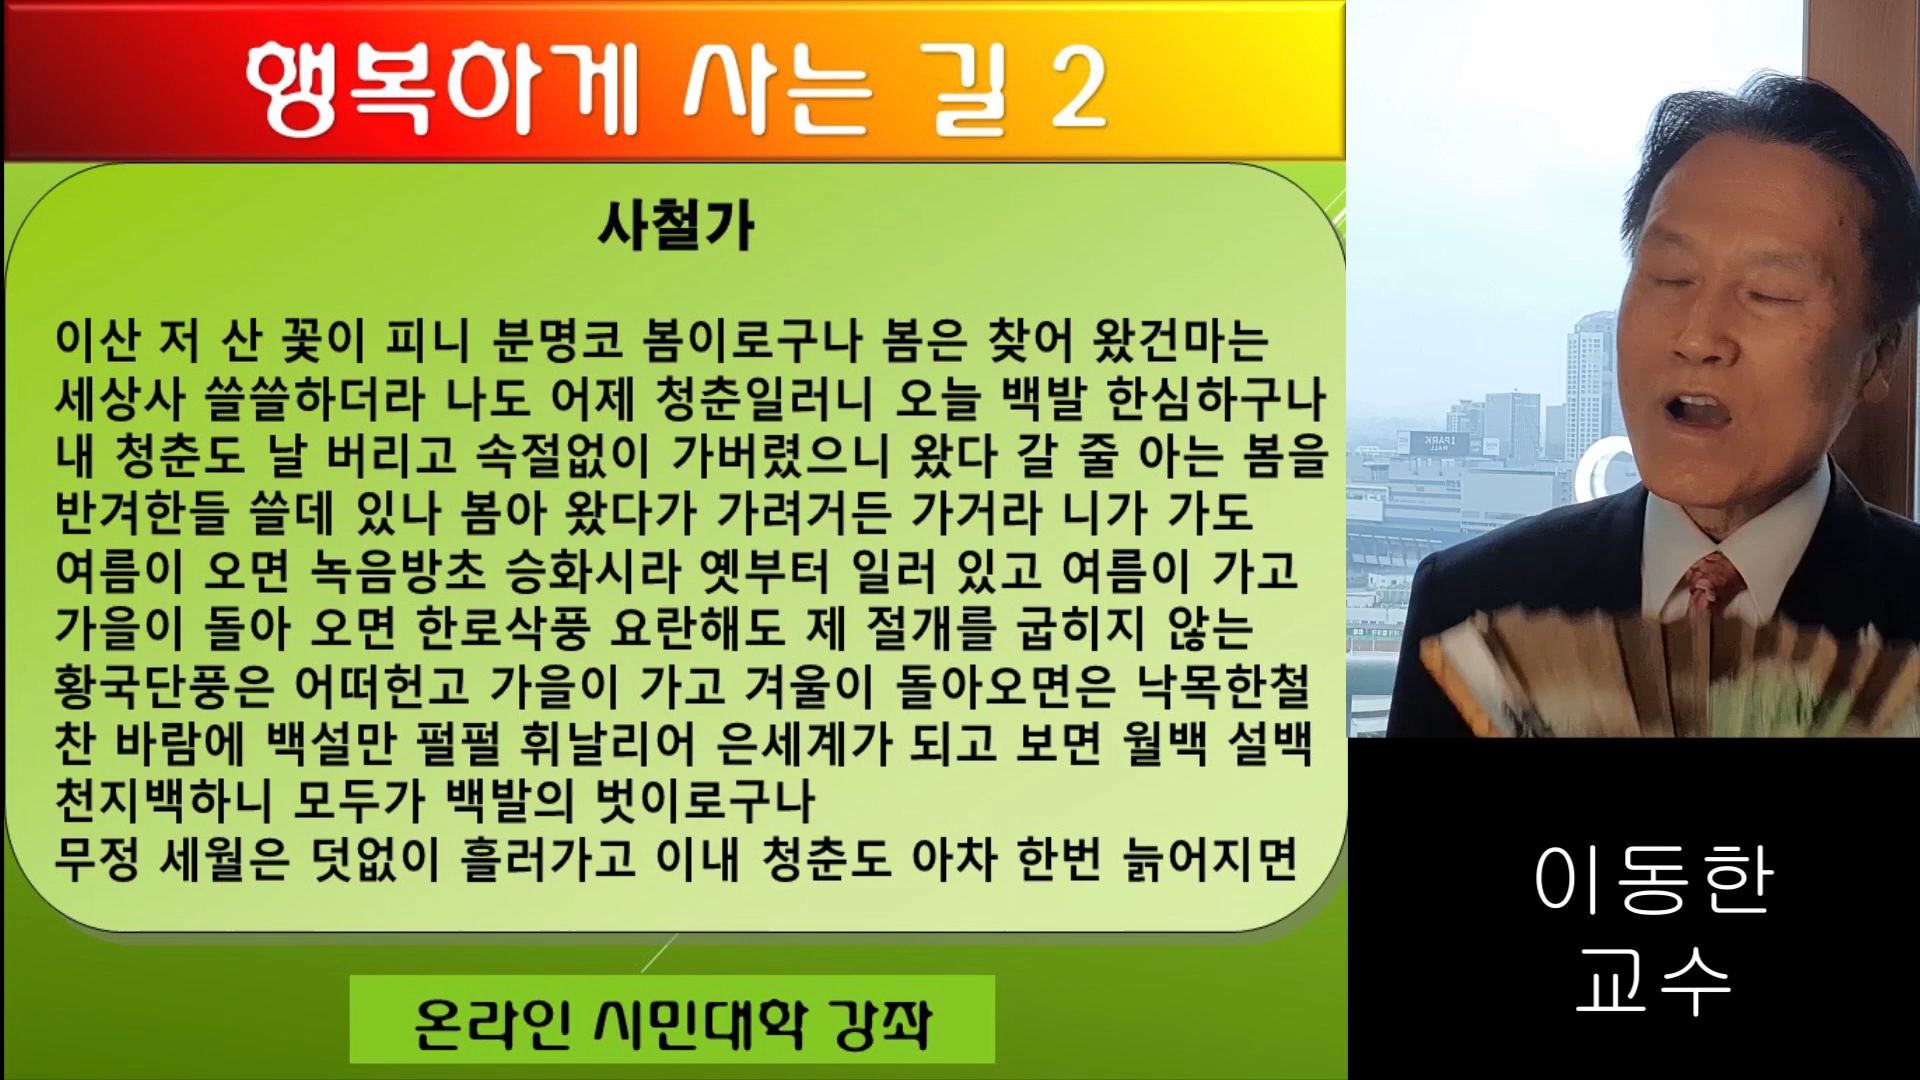 행복하게 사는 길 2
사철가
이산 저 산 꽃이 피니 분명코 봄이로구나 봄은 찾어 왔건마는
세상사 쓸쓸하더라 나도 어제 청춘일러니 오늘 백발 한심하구나
내 청춘도 날 버리고 속절없이 가버렸으니 왔다 갈 줄 아는 봄을
반겨한들 쓸데 있나 봄아 왔다가 가려거든 가거라 니가 가도
여름이 오면 녹음방초 승화시라 옛부터 일러 있고 여름이 가고
가을이 돌아 오면 한로삭풍 요란해도 제 절개를 굽히지 않는
황국단풍은 어떠헌고 가을이 가고 겨울이 돌아오면은 낙목한철
찬 바람에 백설만 펄펄 휘날리어 은세계가 되고 보면 월백 설백
천지백하니 모두가 백발의 벗이로구나
무정 세월은 덧없이 흘러가고 이내 청춘도 아차 한번 늙어지면
온라인 시민대학 강좌
IPARK
MALL
이동한
교수